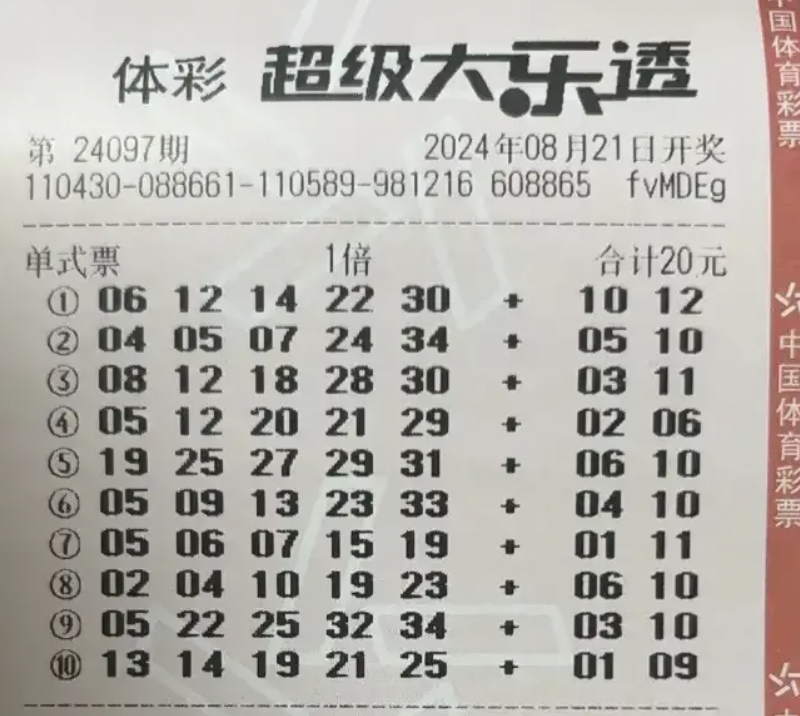 体彩 超级大乐透
第 24097期 2024年08月21日开奖
110430-088661-110589-981216 608865 fvMDEg
单式票 1倍 合计20元
① 06 12 14 22 30 + 10 12
② 04 05 07 24 34 + 05 10
③ 08 12 18 28 30 + 03 11
④ 05 12 20 21 29 + 02 06
⑤ 19 25 27 29 31 + 06 10
⑥ 05 09 13 23 33 + 04 10
⑦ 05 06 07 15 19 + 01 11
⑧ 02 04 10 19 23 + 06 10
⑨ 05 22 25 32 34 + 03 10
⑩ 13 14 19 21 25 + 01 09
中国体育彩票
中国体育彩票